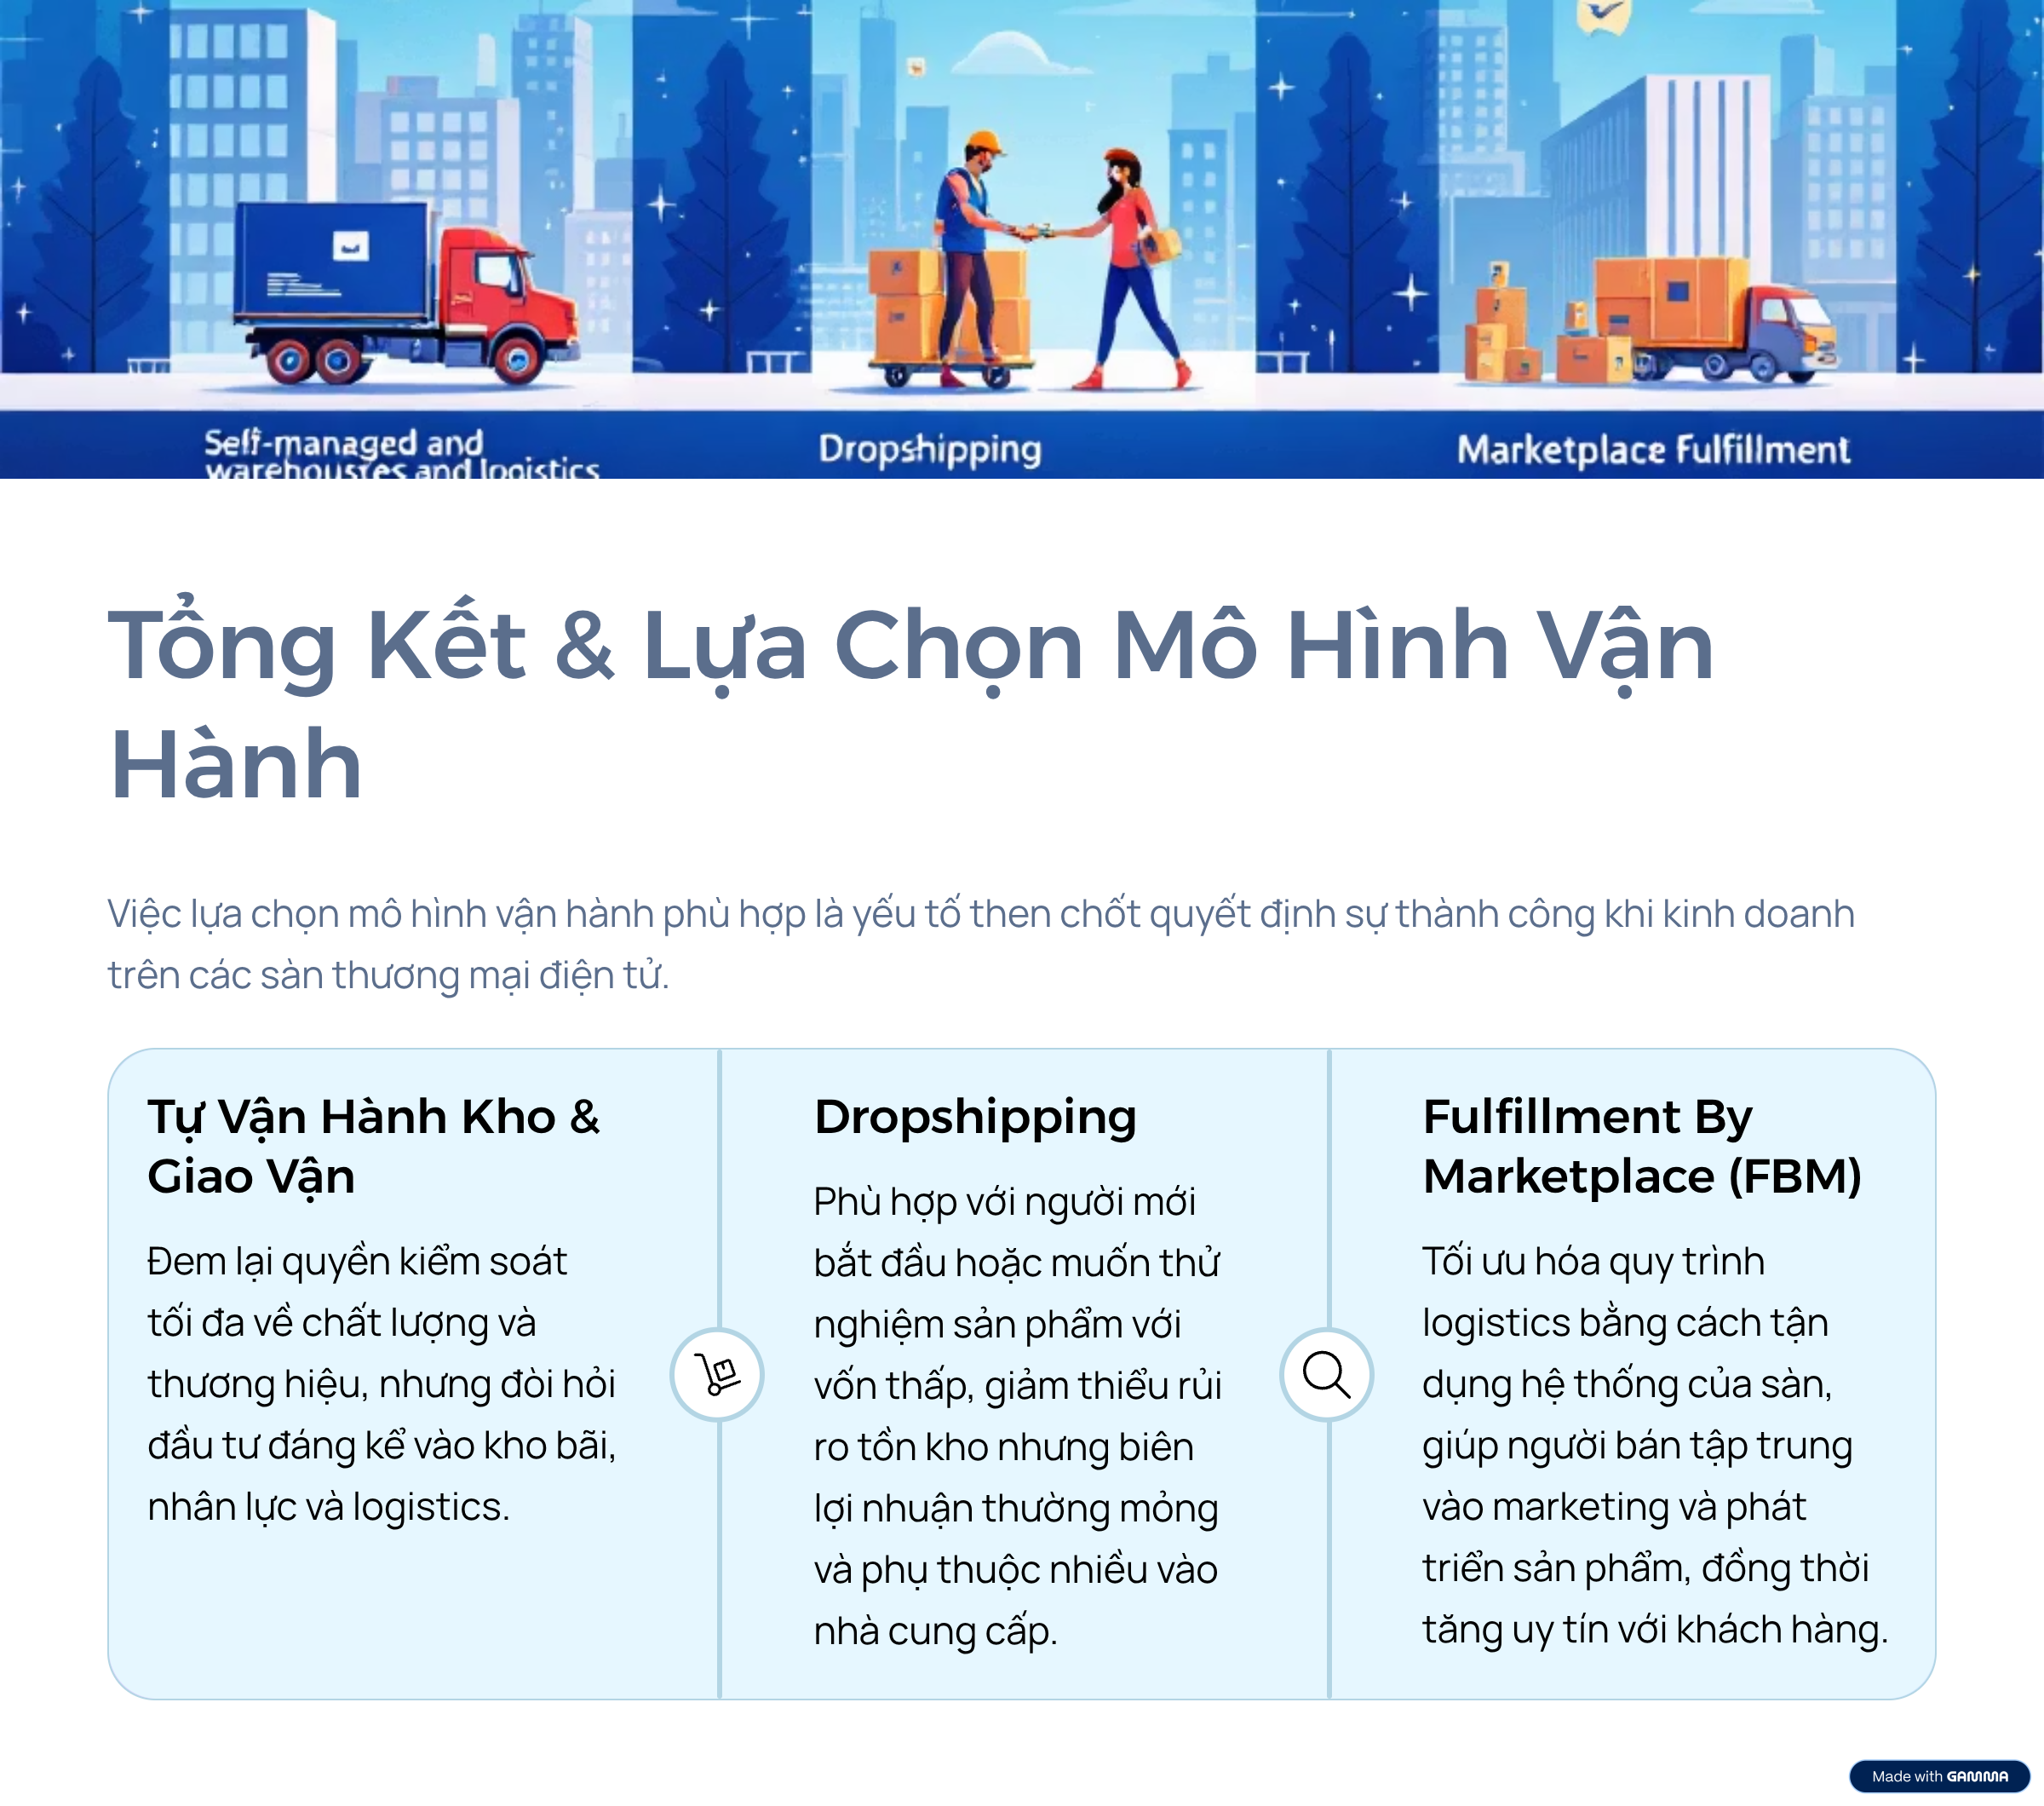 Self-managed and
warehoustes and logistics
Dropshipping
Marketplace Fulfillment
Tổng Kết & Lựa Chọn Mô Hình Vận
Hành
Việc lựa chọn mô hình vận hành phù hợp là yếu tố then chốt quyết định sự thành công khi kinh doanh
trên các sàn thương mại điện tử.
Tự Vận Hành Kho &
Giao Vận
Đem lại quyền kiểm soát
tối đa về chất lượng và
thương hiệu, nhưng đòi hỏi
đầu tư đáng kể vào kho bãi,
nhân lực và logistics.
Dropshipping
Phù hợp với người mới
bắt đầu hoặc muốn thử
nghiệm sản phẩm với
vốn thấp, giảm thiểu rủi
ro tồn kho nhưng biên
lợi nhuận thường mỏng
và phụ thuộc nhiều vào
nhà cung cấp.
Fulfillment By
Marketplace (FBM)
Tối ưu hóa quy trình
logistics bằng cách tận
dụng hệ thống của sàn,
giúp người bán tập trung
vào marketing và phát
triển sản phẩm, đồng thời
tăng uy tín với khách hàng.
Made with GAMMA